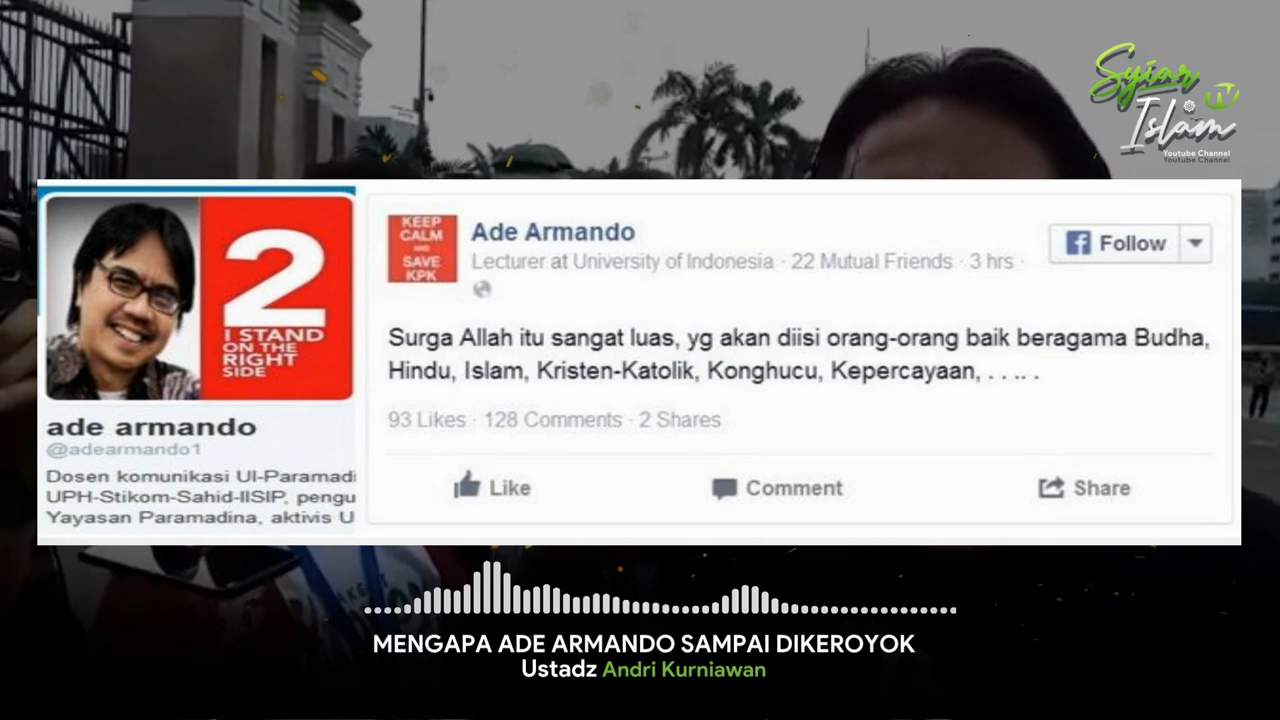 Syiar
Islam
Youtube Channel
Youtube Channel
2
I STAND
ON THE
RIGHT
SIDE
ade armando
@adearmando1
Dosen komunikasi UI-Paramadi
UPH-Stikom-Sahid-IISIP, pengu
Yayasan Paramadina, aktivis U
KEEP
CALM
AND
SAVE
KPK
Ade Armando
Lecturer at University of Indonesia · 22 Mutual Friends · 3 hrs ·
Follow
Surga Allah itu sangat luas, yg akan diisi orang-orang baik beragama Budha,
Hindu, Islam, Kristen-Katolik, Konghucu, Kepercayaan, . . .. .
93 Likes · 128 Comments · 2 Shares
Like
Comment
Share
MENGAPA ADE ARMANDO SAMPAI DIKEROYOK
Ustadz Andri Kurniawan